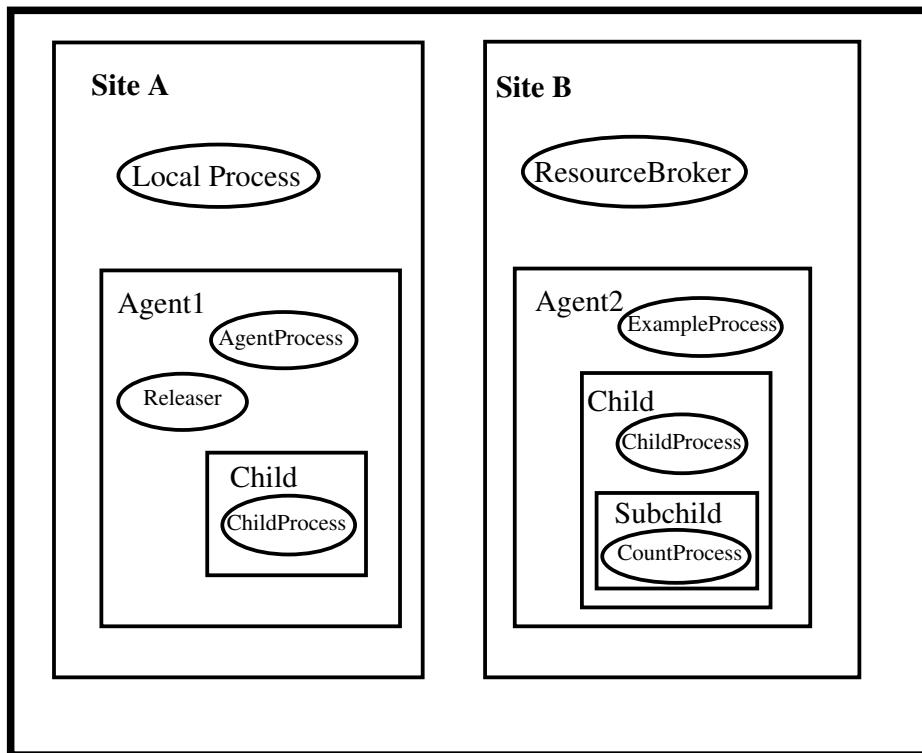 Site A
Local Process
Agent1
AgentProcess
Releaser
Child
ChildProcess
Site B
ResourceBroker
Agent2
ExampleProcess
Child
ChildProcess
Subchild
CountProcess